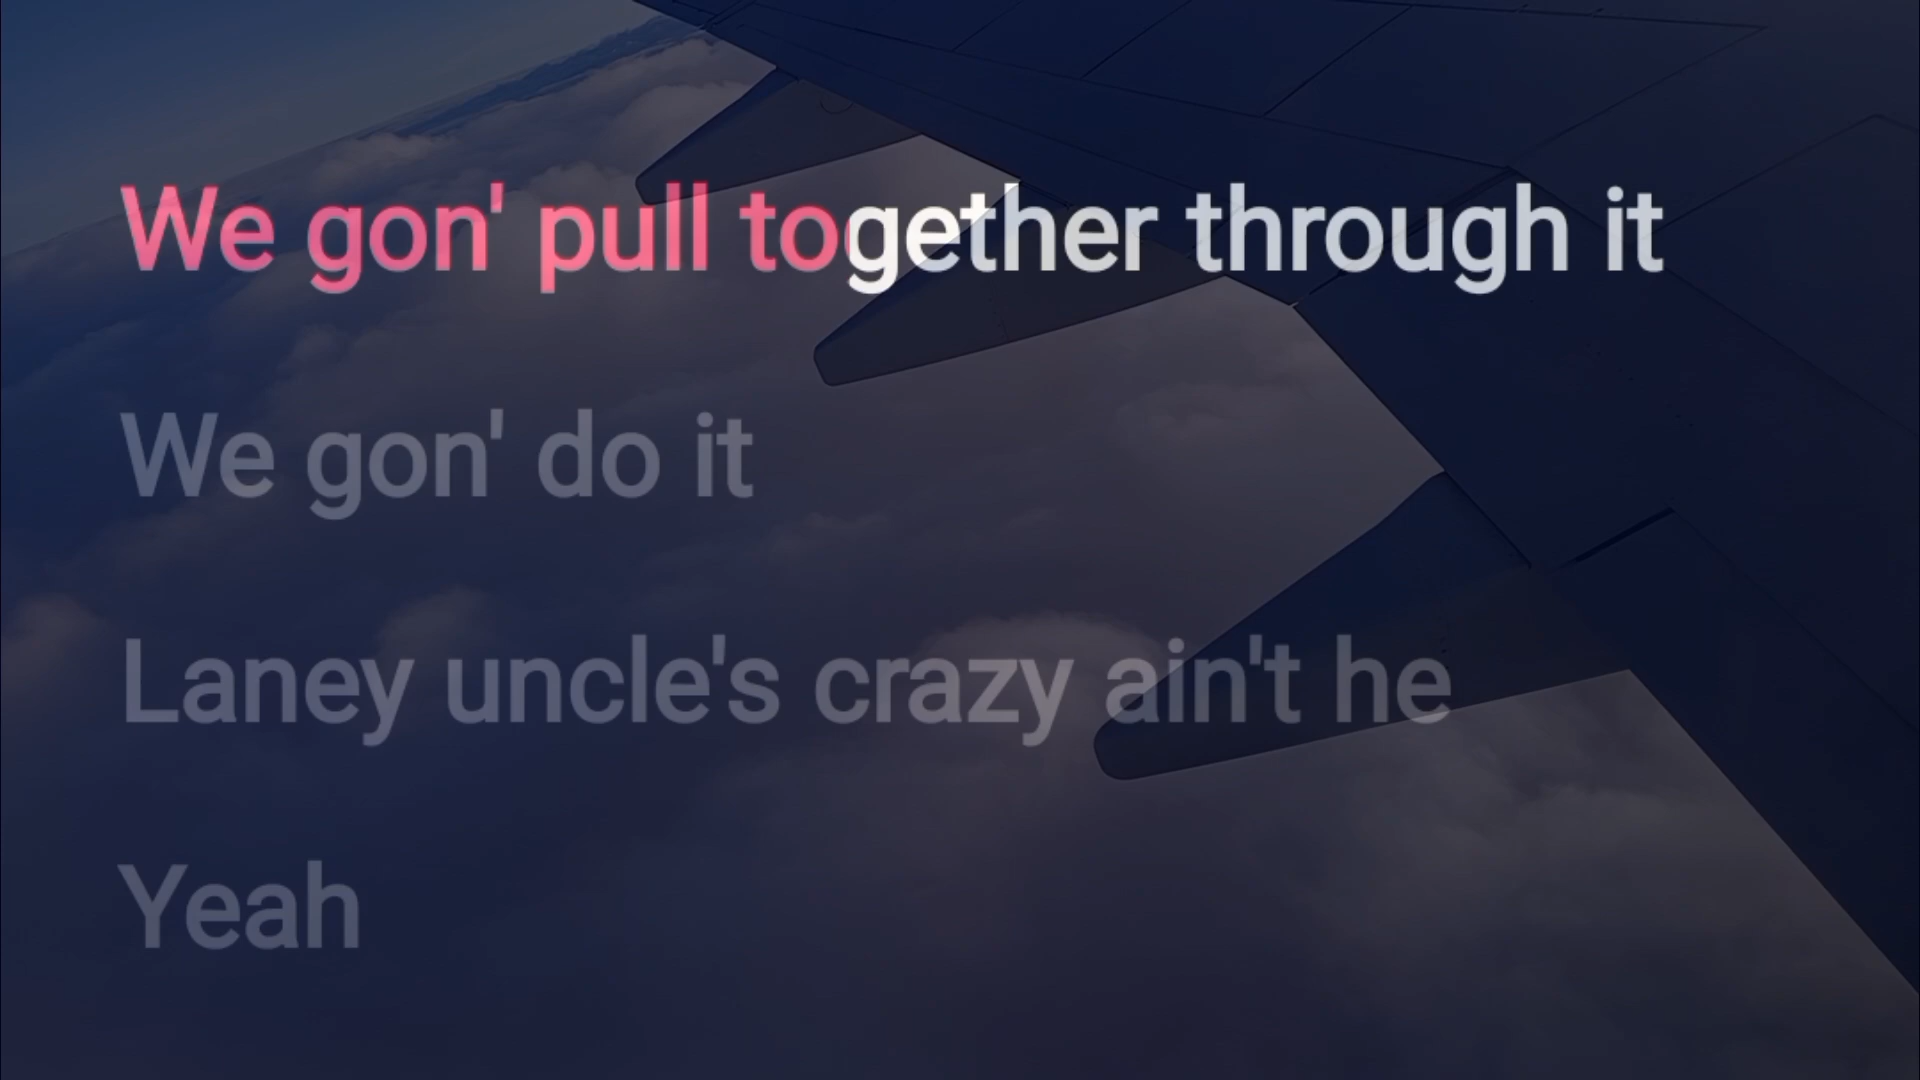 We gon' pull together through it
We gon' do it
Laney uncle's crazy ain't he
Yeah